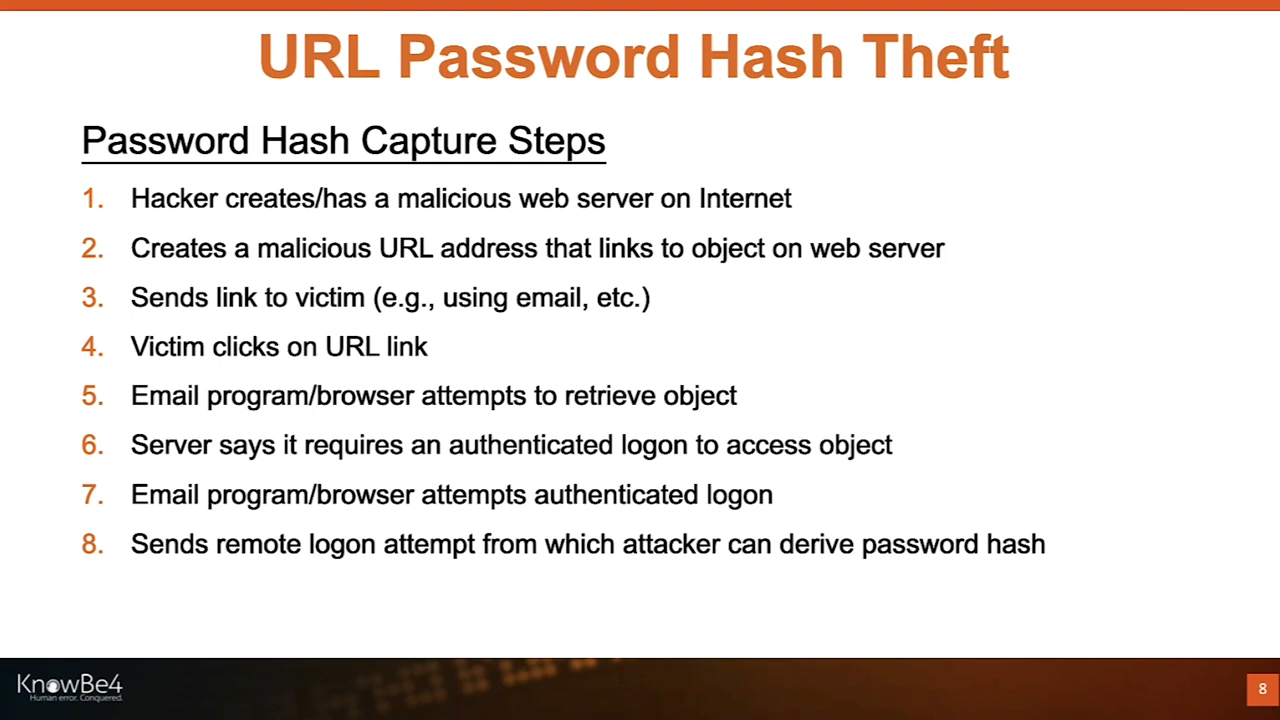 URL Password Hash Theft
Password Hash Capture Steps
1. Hacker creates/has a malicious web server on Internet
2. Creates a malicious URL address that links to object on web server
3. Sends link to victim (e.g., using email, etc.)
4. Victim clicks on URL link
5. Email program/browser attempts to retrieve object
6. Server says it requires an authenticated logon to access object
7. Email program/browser attempts authenticated logon
8. Sends remote logon attempt from which attacker can derive password hash
KnowBe4
Human error. Conquered.
8